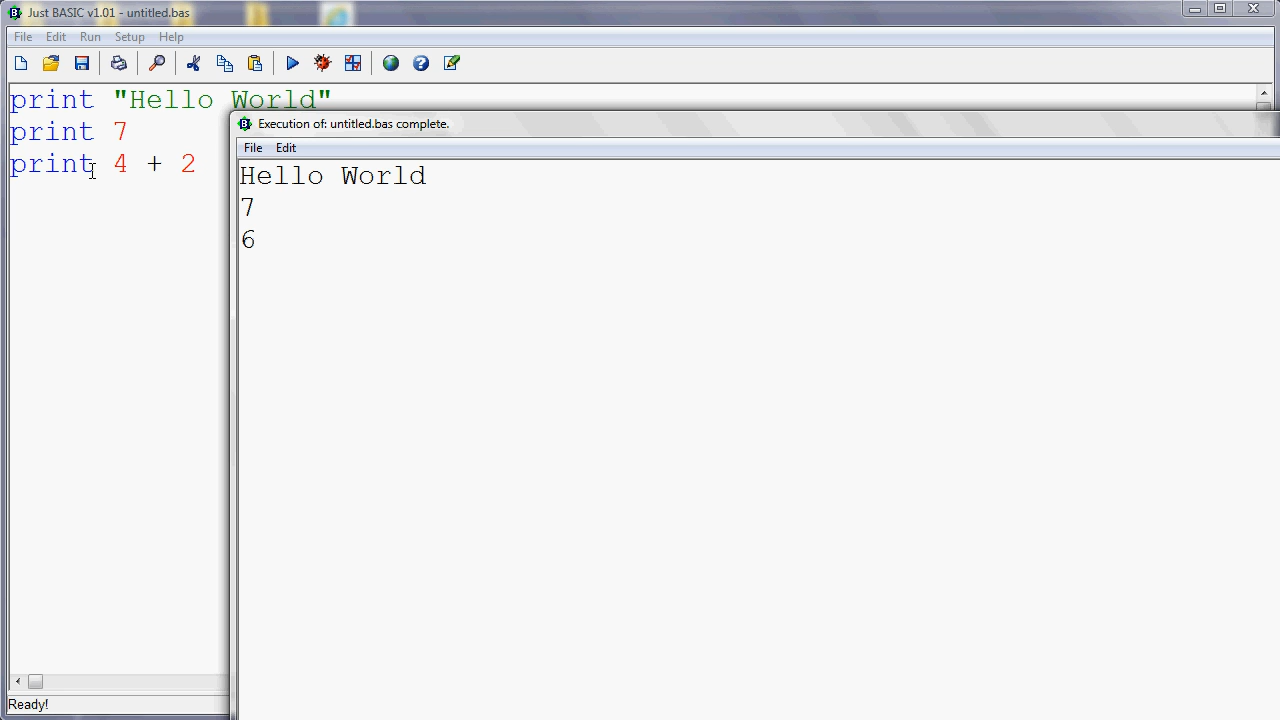 Just BASIC v1.01 - untitled.bas
File Edit Run Setup Help
print "Hello World"
print 7
print 4 + 2
Execution of: untitled.bas complete.
File Edit
Hello World
7
6
Ready!